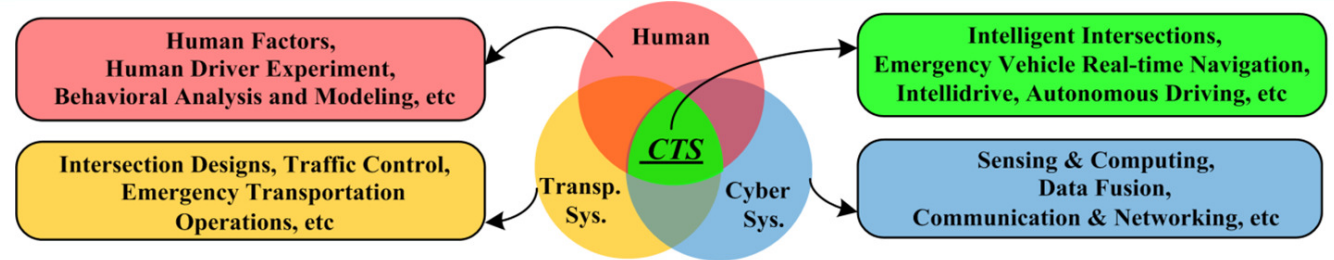 Human Factors,
Human Driver Experiment,
Behavioral Analysis and Modeling, etc
Intersection Designs, Traffic Control,
Emergency Transportation
Operations, etc
Human
CTS
Transp.
Sys.
Cyber
Sys.
Intelligent Intersections,
Emergency Vehicle Real-time Navigation,
Intellidrive, Autonomous Driving, etc
Sensing & Computing,
Data Fusion,
Communication & Networking, etc